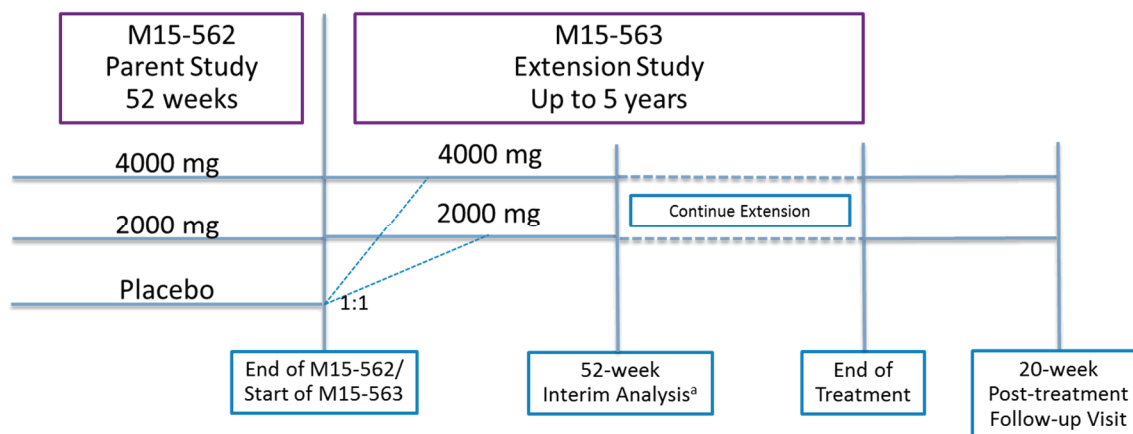 M15-562
Parent Study
52 weeks
M15-563
Extension Study
Up to 5 years
4000 mg
4000 mg
2000 mg
2000 mg
Continue Extension
Placebo
1:1
End of M15-562/
Start of M15-563
52-week
Interim Analysisᵃ
End of
Treatment
20-week
Post-treatment
Follow-up Visit